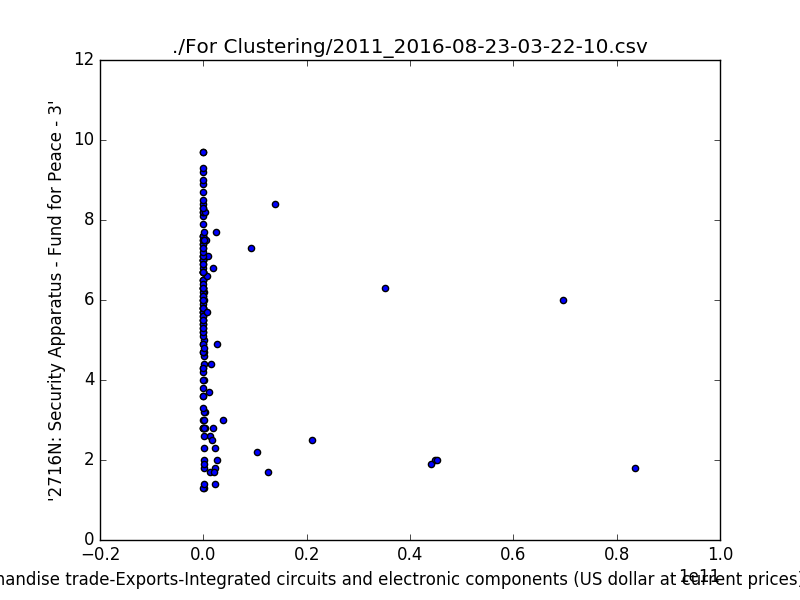 ./For Clustering/2011_2016-08-23-03-22-10.csv
12
10
8
6
4
2
0
'2716N: Security Apparatus - Fund for Peace - 3'
−0.2 0.0 0.2 0.4 0.6 0.8 1.0
1e11
trade-Exports-Integrated circuits and electronic components (US dollar at current prices)